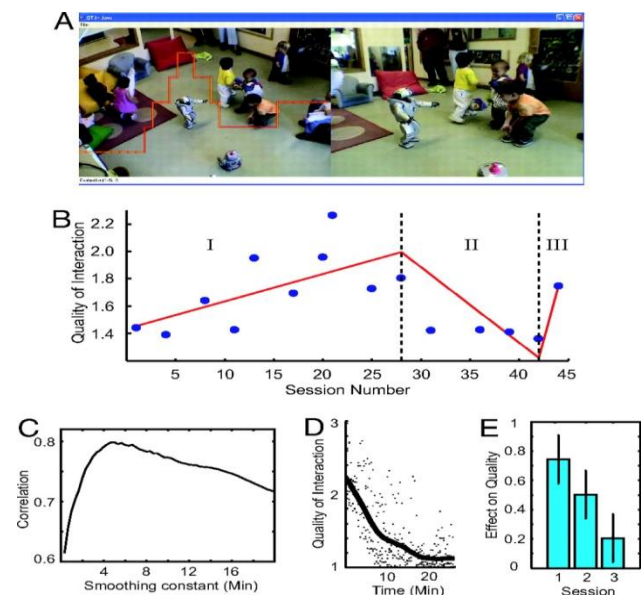 A
B
Quality of Interaction
2.2
2.0
1.8
1.6
1.4
I
II
III
5 10 15 20 25 30 35 40 45
Session Number
C
Correlation
0.8
0.7
0.6
4 8 12 16
Smoothing constant (Min)
D
Quality of Interaction
3
2
1
10 20
Time (Min)
E
Effect on Quality
1
0.8
0.6
0.4
0.2
0
1 2 3
Session